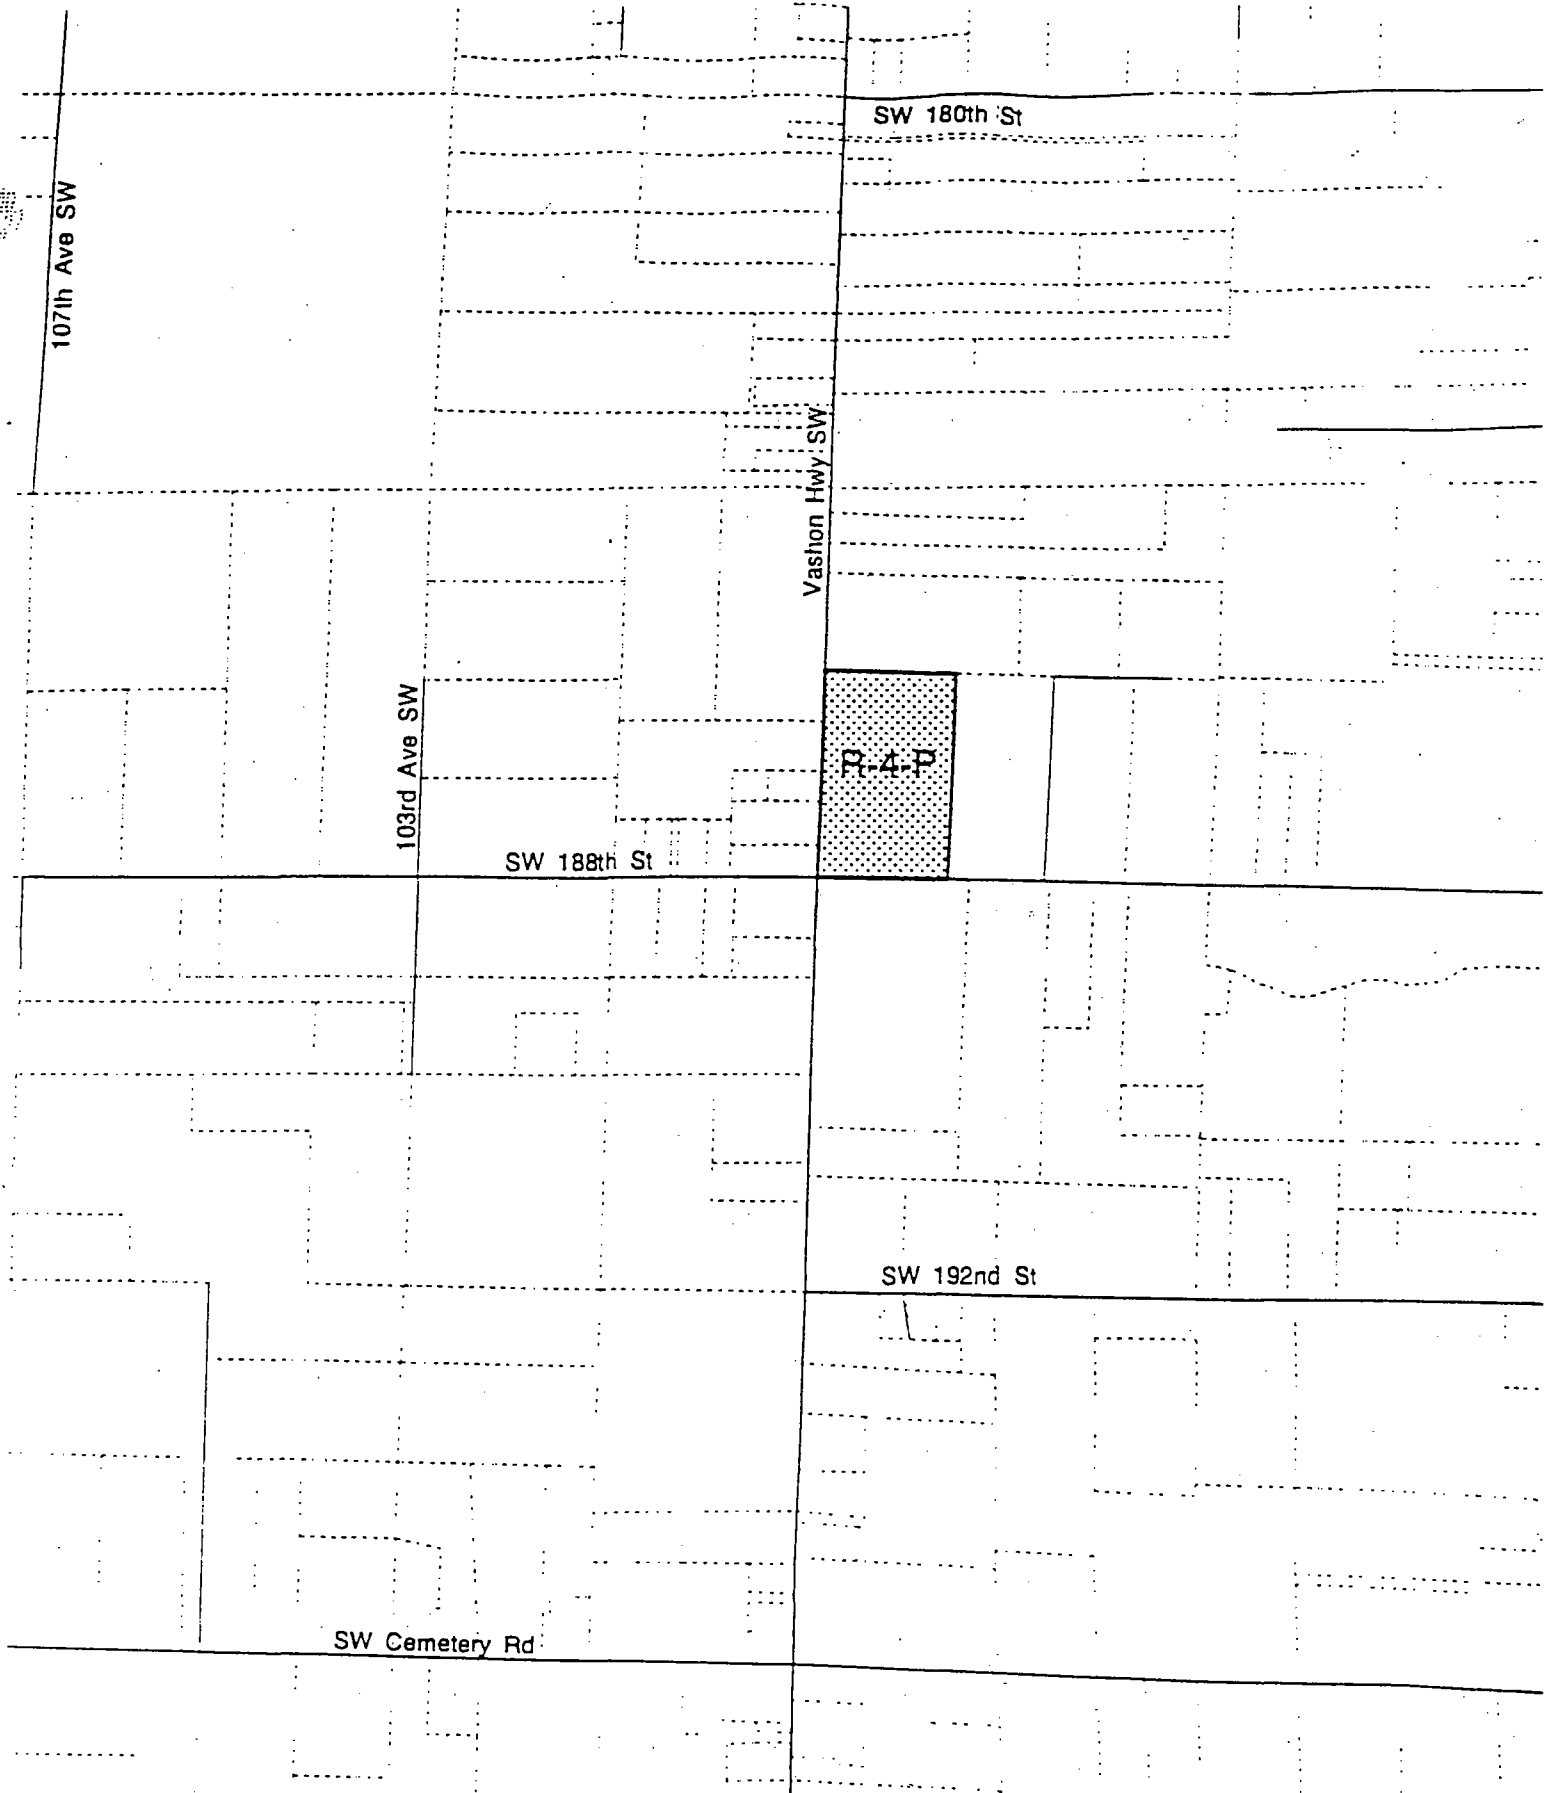 SW 180th St
107th Ave SW
Vashon Hwy SW
103rd Ave SW
R-4-P
SW 188th St
SW 192nd St
SW Cemetery Rd